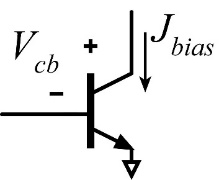 V_cb + J_bias
-